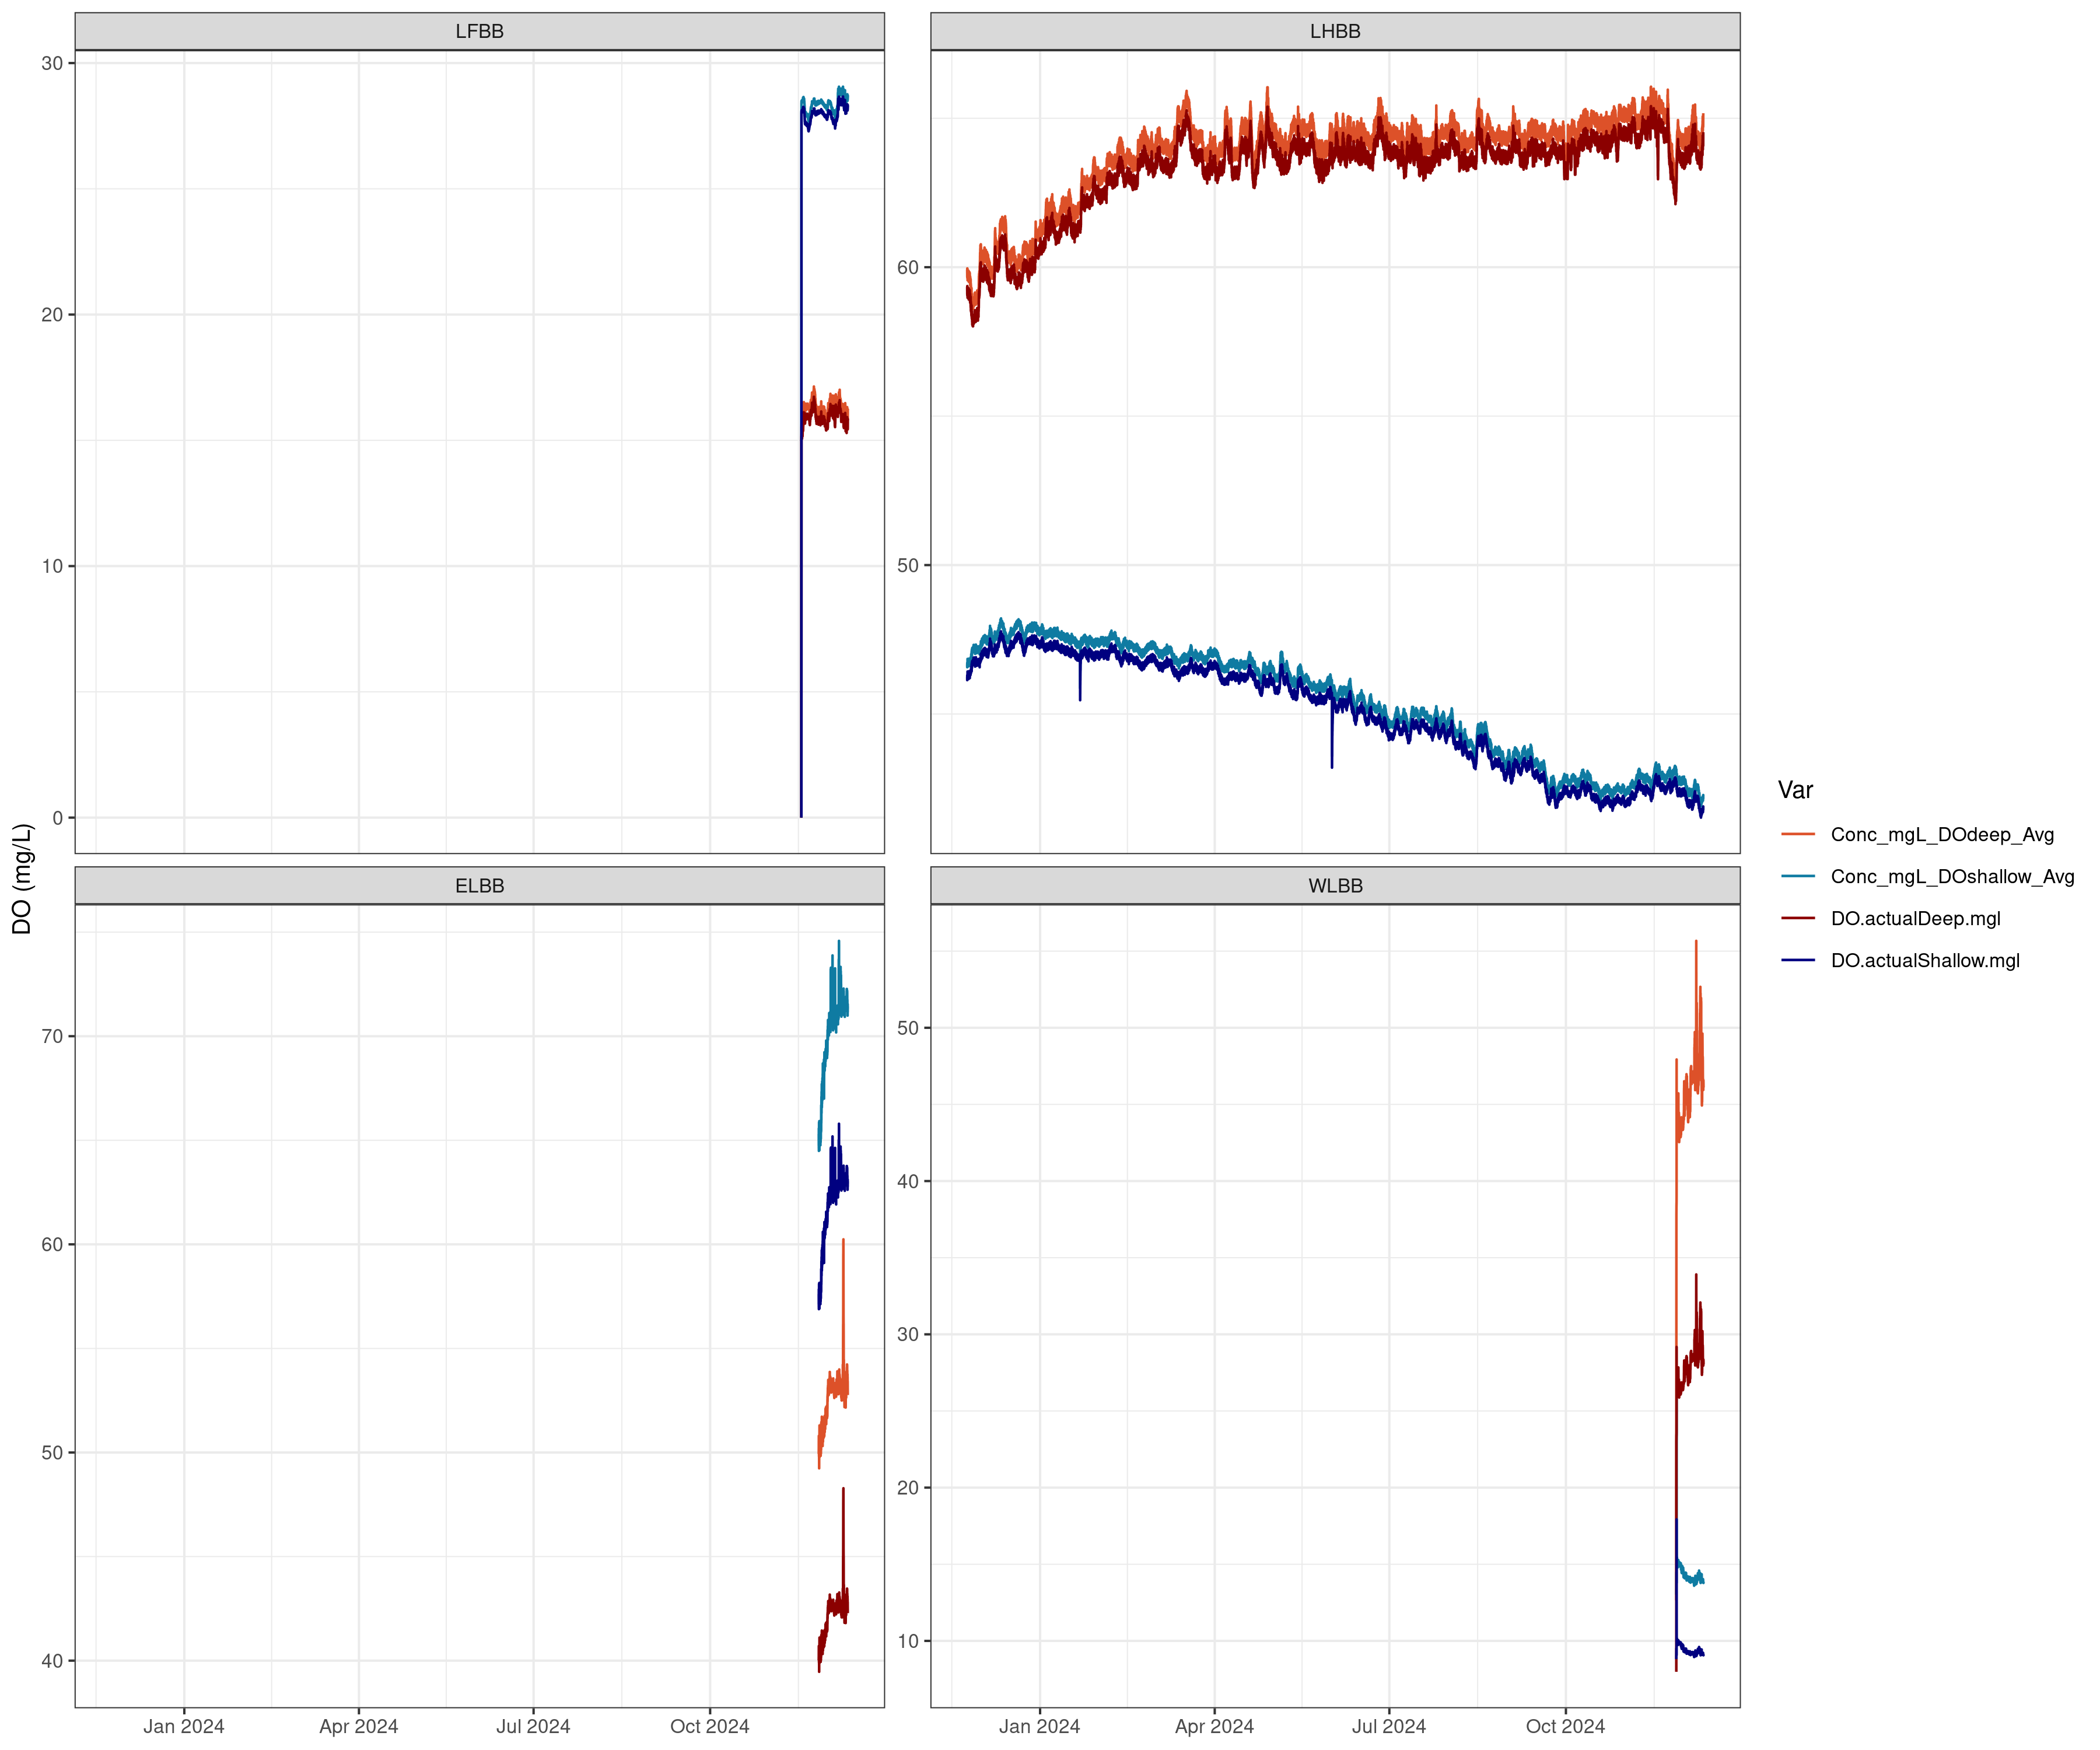 LFBB
LHBB
30
20
10
0
60
50
DO (mg/L)
ELBB
WLBB
70
60
50
40
50
40
30
20
10
Jan 2024 Apr 2024 Jul 2024 Oct 2024
Jan 2024 Apr 2024 Jul 2024 Oct 2024
Var
Conc_mgL_DOdeep_Avg
Conc_mgL_DOshallow_Avg
DO.actualDeep.mgl
DO.actualShallow.mgl